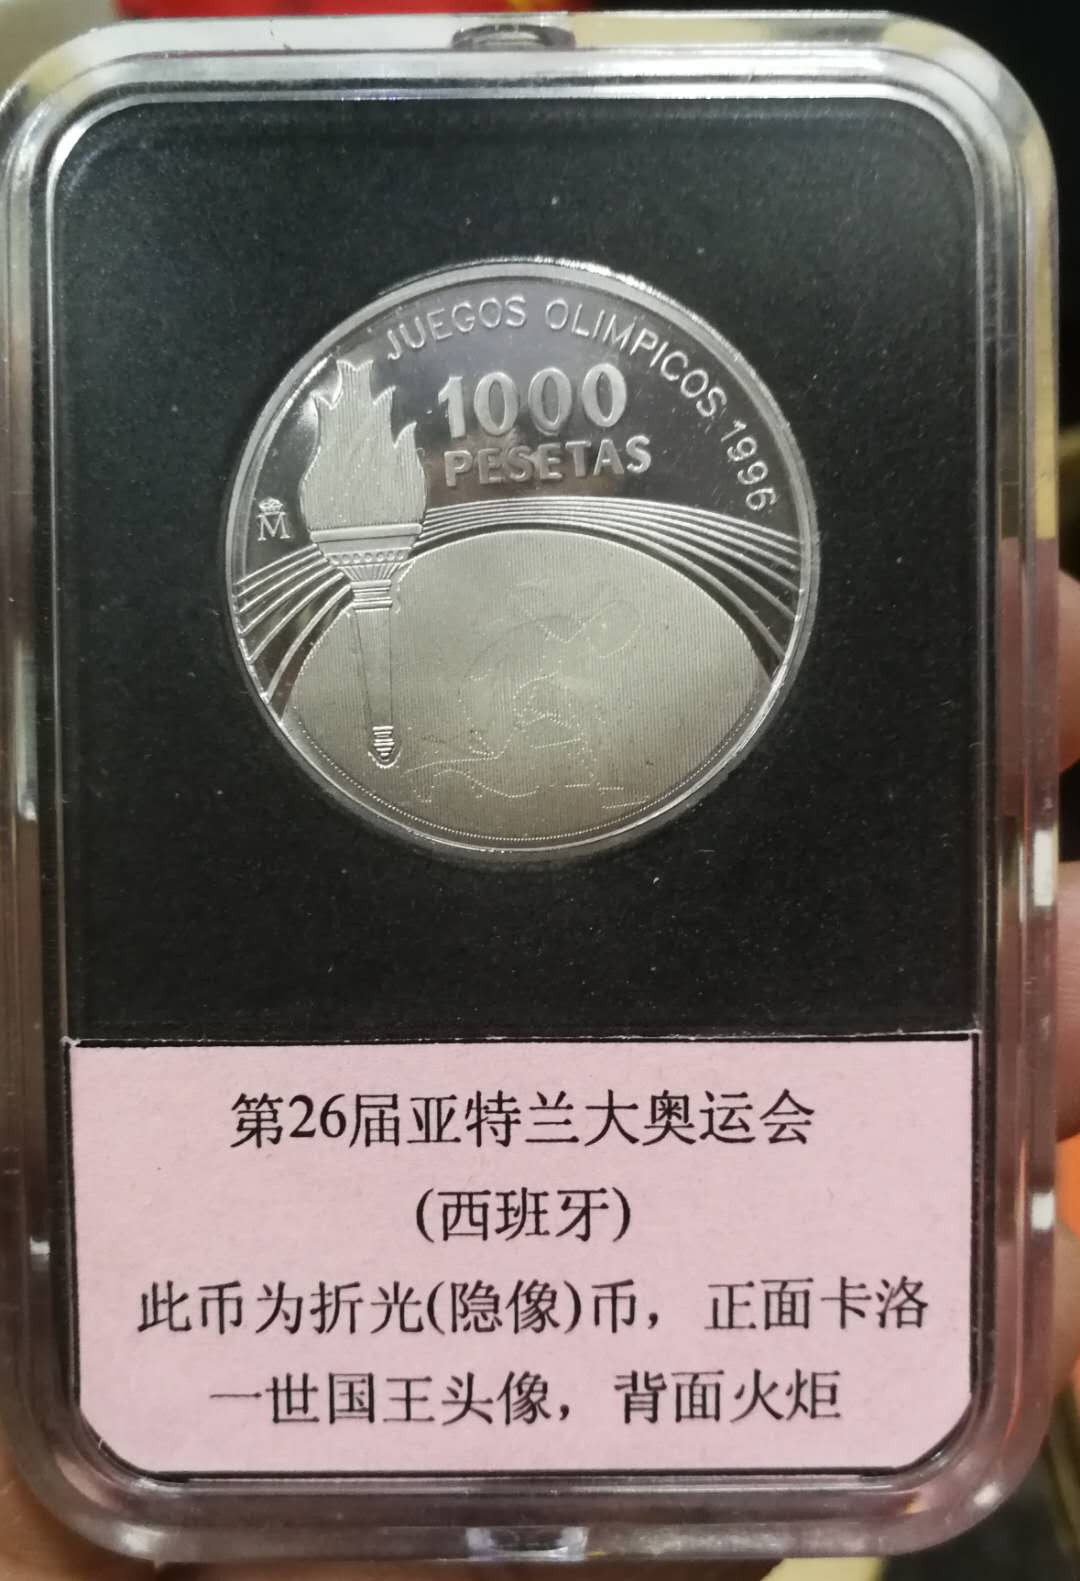 JUEGOS OLIMPICOS 1996
1000
PESETAS
M
第26届亚特兰大奥运会
(西班牙)
此币为折光(隐像)币，正面卡洛
一世国王头像，背面火炬